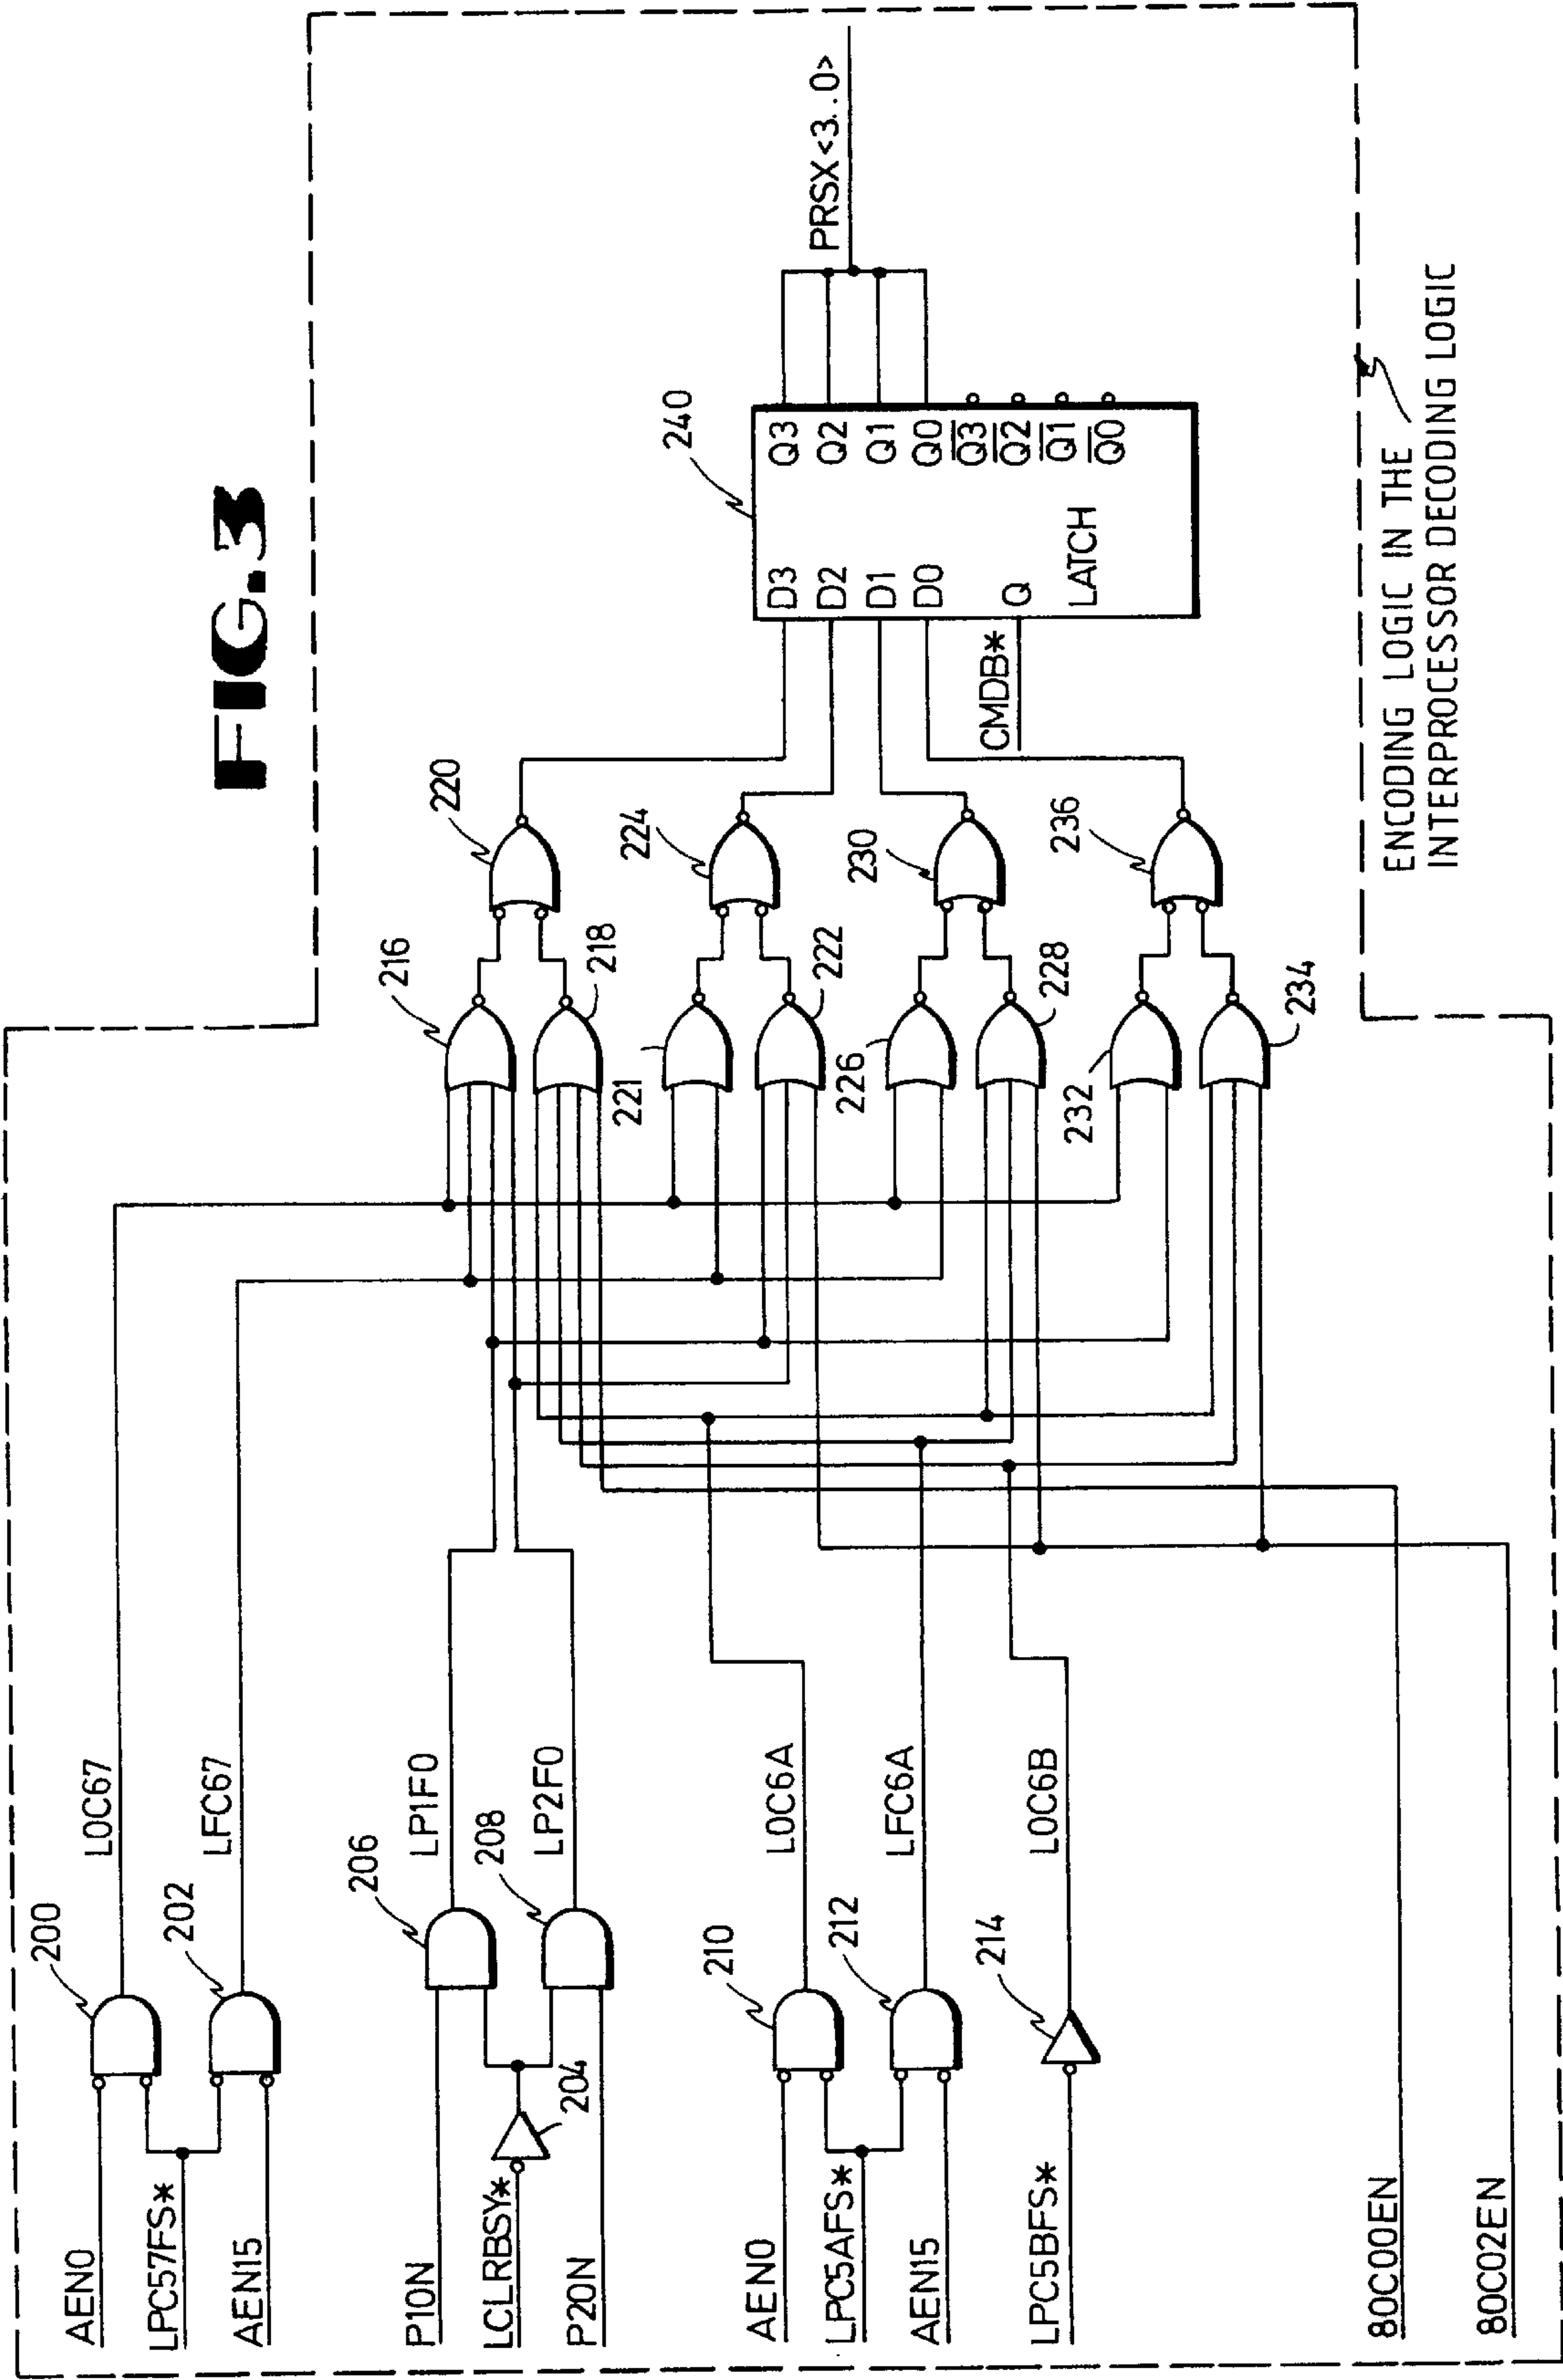 FIG.3
AEN0
LPC57FS*
AEN15
200
202
L0C67
LFC67
P1ON
LCLRBSY*
P2ON
204
206
208
LP1F0
LP2F0
AEN0
LPC5AFS*
AEN15
210
212
L0C6A
LFC6A
LPC5BFS*
214
L0C6B
80C00EN
80C02EN
216
218
220
221
222
224
226
228
230
232
234
236
240
D3
D2
D1
D0
CMDB*
Q
LATCH
Q3
Q2
Q1
Q0
Q3
Q2
Q1
Q0
PRSX<3..0>
ENCODING LOGIC IN THE
INTERPROCESSOR DECODING LOGIC